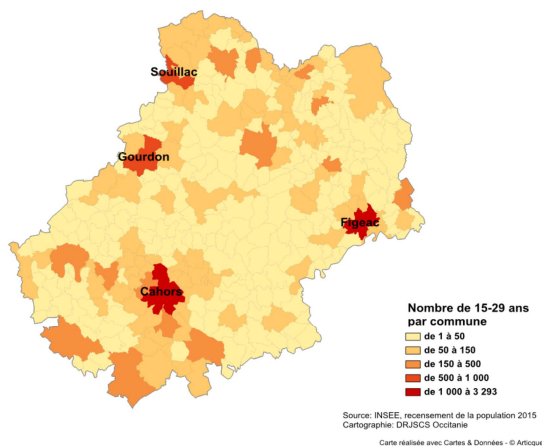 Souillac
Gourdon
Figeac
Cahors
Nombre de 15-29 ans
par commune
de 1 à 50
de 50 à 150
de 150 à 500
de 500 à 1 000
de 1 000 à 3 293
Source: INSEE, recensement de la population 2015
Cartographie: DRJSCS Occitanie
Carte réalisée avec Cartes & Données - © Articque